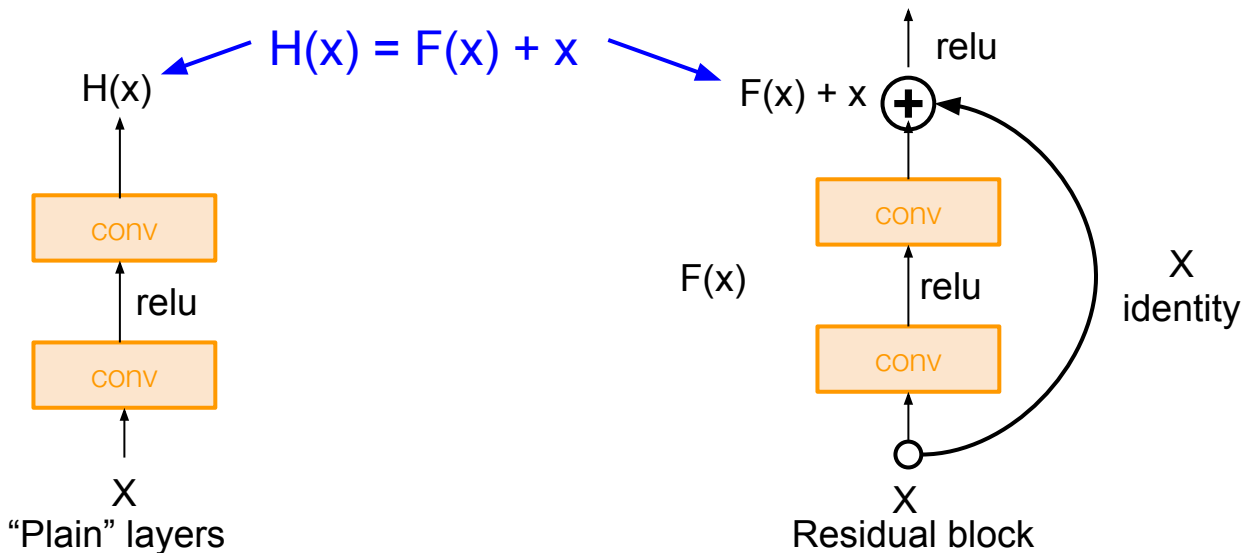 H(x) = F(x) + x
H(x)
conv
relu
conv
X
“Plain” layers
relu
F(x) + x
conv
F(x)
relu
conv
X
identity
X
Residual block